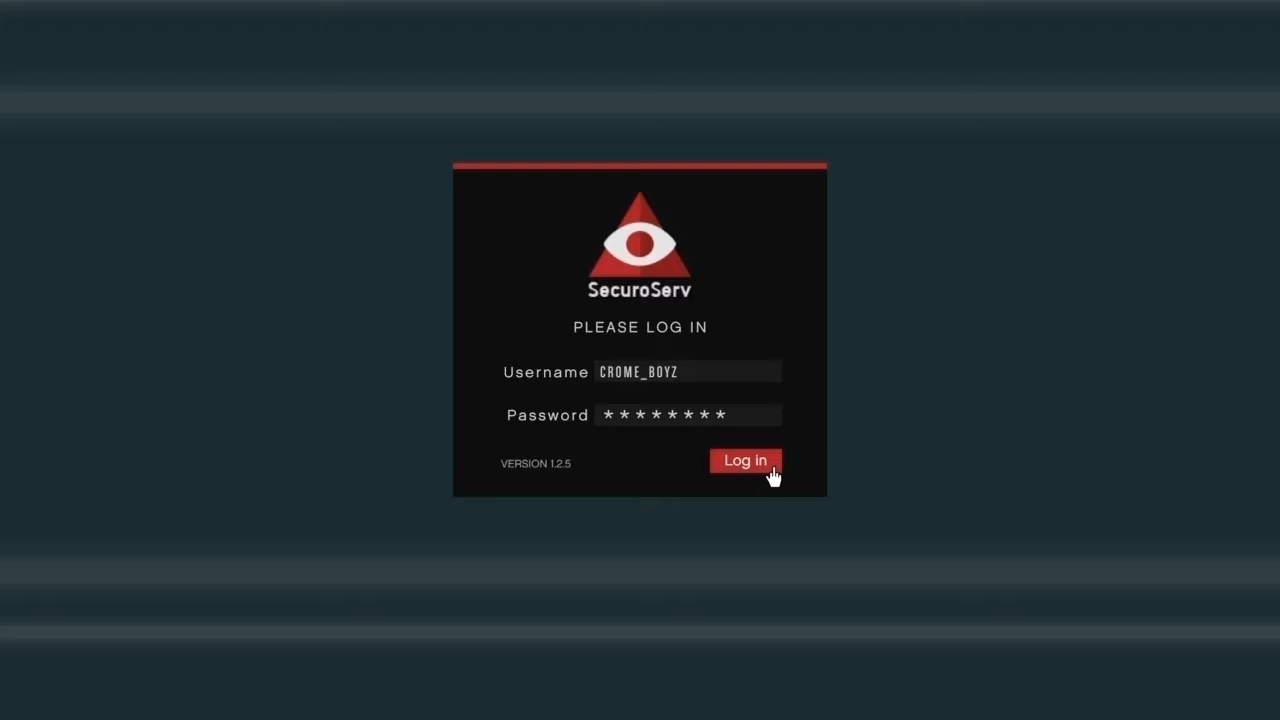 SecuroServ
PLEASE LOG IN
Username CROME_BOYZ
Password ********
VERSION 1.2.5 Log in